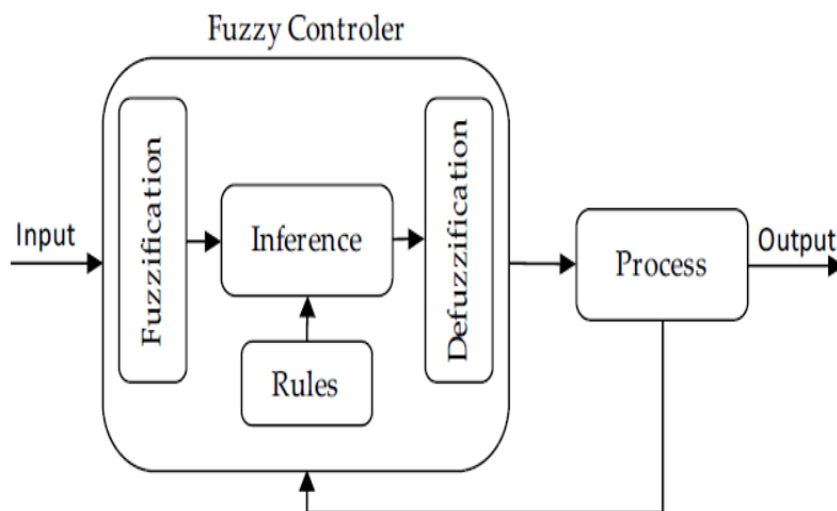 Fuzzy Controler
Input
Fuzzification
Inference
Rules
Defuzzification
Process
Output